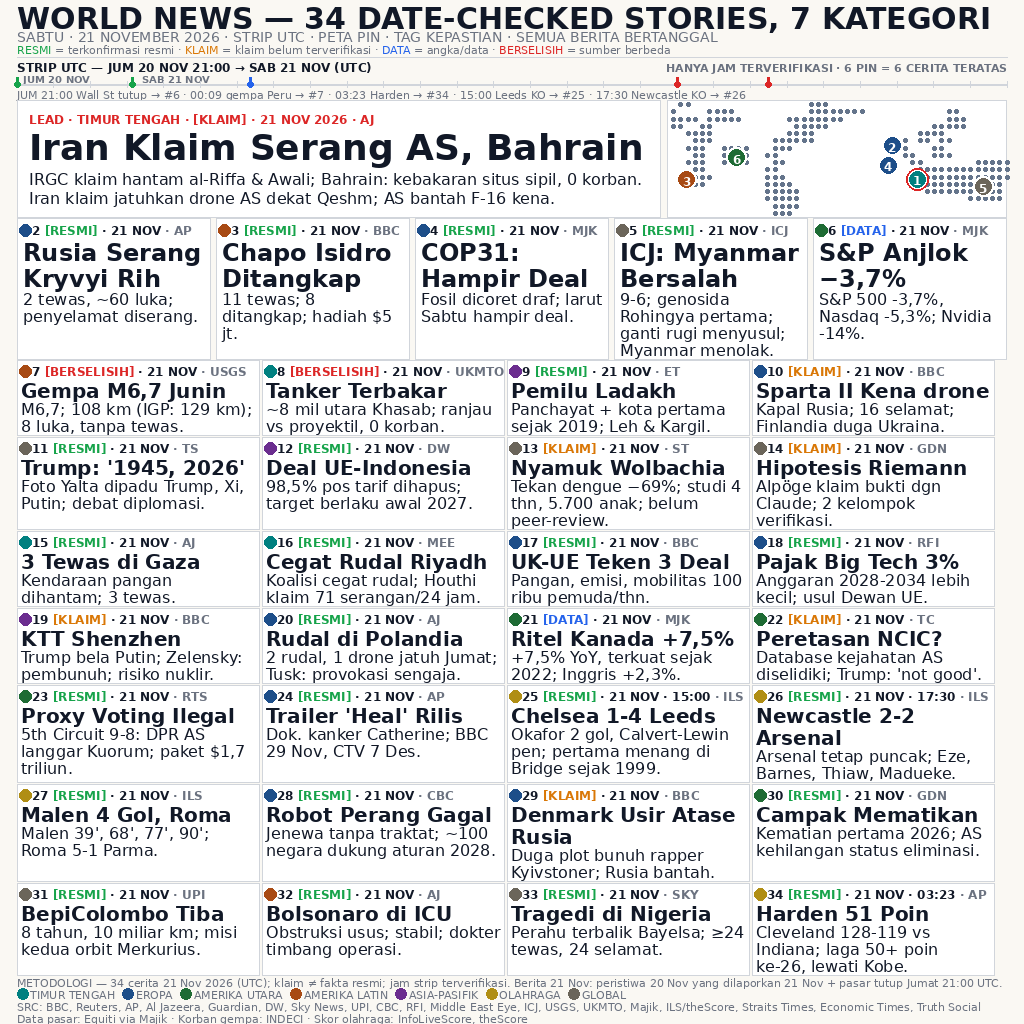 WORLD NEWS — 34 DATE-CHECKED STORIES, 7 KATEGORI
SABTU · 21 NOVEMBER 2026 · STRIP UTC · PETA PIN · TAG KEPASTIAN · SEMUA BERITA BERTANGGAL
RESMI = terkonfirmasi resmi · KLAIM = klaim belum terverifikasi · DATA = angka/data · BERSELISIH = sumber berbeda
STRIP UTC — JUM 20 NOV 21:00 → SAB 21 NOV (UTC)
HANYA JAM TERVERIFIKASI · 6 PIN = 6 CERITA TERATAS
JUM 20 NOV
SAB 21 NOV
JUM 21:00 Wall St tutup → #6 · 00:09 gempa Peru → #7 · 03:23 Harden → #34 · 15:00 Leeds KO → #25 · 17:30 Newcastle KO → #26
LEAD · TIMUR TENGAH · [KLAIM] · 21 NOV 2026 · AJ
Iran Klaim Serang AS, Bahrain
IRGC klaim hantam al-Riffa & Awali; Bahrain: kebakaran situs sipil, 0 korban.
Iran klaim jatuhkan drone AS dekat Qeshm; AS bantah F-16 kena.
2
6
4
3
1
5
2 [RESMI] · 21 NOV · AP
Rusia Serang
Kryvyi Rih
2 tewas, ~60 luka;
penyelamat diserang.
3 [RESMI] · 21 NOV · BBC
Chapo Isidro
Ditangkap
11 tewas; 8
ditangkap; hadiah $5
jt.
4 [RESMI] · 21 NOV · MJK
COP31:
Hampir Deal
Fosil dicoret draf; larut
Sabtu hampir deal.
5 [RESMI] · 21 NOV · ICJ
ICJ: Myanmar
Bersalah
9-6; genosida
Rohingya pertama;
ganti rugi menyusul;
Myanmar menolak.
6 [DATA] · 21 NOV · MJK
S&P Anjlok
−3,7%
S&P 500 -3,7%,
Nasdaq -5,3%; Nvidia
-14%.
7 [BERSELISIH] · 21 NOV · USGS
Gempa M6,7 Junin
M6,7; 108 km (IGP: 129 km);
8 luka, tanpa tewas.
8 [BERSELISIH] · 21 NOV · UKMTO
Tanker Terbakar
~8 mil utara Khasab; ranjau
vs proyektil, 0 korban.
9 [RESMI] · 21 NOV · ET
Pemilu Ladakh
Panchayat + kota pertama
sejak 2019; Leh & Kargil.
10 [KLAIM] · 21 NOV · BBC
Sparta II Kena drone
Kapal Rusia; 16 selamat;
Finlandia duga Ukraina.
11 [RESMI] · 21 NOV · TS
Trump: '1945, 2026'
Foto Yalta dipadu Trump, Xi,
Putin; debat diplomasi.
12 [RESMI] · 21 NOV · DW
Deal UE-Indonesia
98,5% pos tarif dihapus;
target berlaku awal 2027.
13 [KLAIM] · 21 NOV · ST
Nyamuk Wolbachia
Tekan dengue −69%; studi 4
thn, 5.700 anak; belum
peer-review.
14 [KLAIM] · 21 NOV · GDN
Hipotesis Riemann
Alpöge klaim bukti dgn
Claude; 2 kelompok
verifikasi.
15 [RESMI] · 21 NOV · AJ
3 Tewas di Gaza
Kendaraan pangan
dihantam; 3 tewas.
16 [RESMI] · 21 NOV · MEE
Cegat Rudal Riyadh
Koalisi cegat rudal; Houthi
klaim 71 serangan/24 jam.
17 [RESMI] · 21 NOV · BBC
UK-UE Teken 3 Deal
Pangan, emisi, mobilitas 100
ribu pemuda/thn.
18 [RESMI] · 21 NOV · RFI
Pajak Big Tech 3%
Anggaran 2028-2034 lebih
kecil; usul Dewan UE.
19 [KLAIM] · 21 NOV · BBC
KTT Shenzhen
Trump bela Putin; Zelensky:
pembunuh; risiko nuklir.
20 [RESMI] · 21 NOV · AJ
Rudal di Polandia
2 rudal, 1 drone jatuh Jumat;
Tusk: provokasi sengaja.
21 [DATA] · 21 NOV · MJK
Ritel Kanada +7,5%
+7,5% YoY, terkuat sejak
2022; Inggris +2,3%.
22 [KLAIM] · 21 NOV · TC
Peretasan NCIC?
Database kejahatan AS
diselidiki; Trump: 'not good'.
23 [RESMI] · 21 NOV · RTS
Proxy Voting Ilegal
5th Circuit 9-8: DPR AS
langgar Kuorum; paket $1,7
triliun.
24 [RESMI] · 21 NOV · AP
Trailer 'Heal' Rilis
Dok. kanker Catherine; BBC
29 Nov, CTV 7 Des.
25 [RESMI] · 21 NOV · 15:00 · ILS
Chelsea 1-4 Leeds
Okafor 2 gol, Calvert-Lewin
pen; pertama menang di
Bridge sejak 1999.
26 [RESMI] · 21 NOV · 17:30 · ILS
Newcastle 2-2
Arsenal
Arsenal tetap puncak; Eze,
Barnes, Thiaw, Madueke.
27 [RESMI] · 21 NOV · ILS
Malen 4 Gol, Roma
Malen 39', 68', 77', 90';
Roma 5-1 Parma.
28 [RESMI] · 21 NOV · CBC
Robot Perang Gagal
Jenewa tanpa traktat; ~100
negara dukung aturan 2028.
29 [KLAIM] · 21 NOV · BBC
Denmark Usir Atase
Rusia
Duga plot bunuh rapper
Kyivstoner; Rusia bantah.
30 [RESMI] · 21 NOV · GDN
Campak Mematikan
Kematian pertama 2026; AS
kehilangan status eliminasi.
31 [RESMI] · 21 NOV · UPI
BepiColombo Tiba
8 tahun, 10 miliar km; misi
kedua orbit Merkurius.
32 [RESMI] · 21 NOV · AJ
Bolsonaro di ICU
Obstruksi usus; stabil; dokter
timbang operasi.
33 [RESMI] · 21 NOV · SKY
Tragedi di Nigeria
Perahu terbalik Bayelsa; ≥24
tewas, 24 selamat.
34 [RESMI] · 21 NOV · 03:23 · AP
Harden 51 Poin
Cleveland 128-119 vs
Indiana; laga 50+ poin
ke-26, lewati Kobe.
METODOLOGI — 34 cerita 21 Nov 2026 (UTC); klaim ≠ fakta resmi; jam strip terverifikasi. Berita 21 Nov: peristiwa 20 Nov yang dilaporkan 21 Nov + pasar tutup Jumat 21:00 UTC.
TIMUR TENGAH EROPA AMERIKA UTARA AMERIKA LATIN ASIA-PASIFIK OLAHRAGA GLOBAL
SRC: BBC, Reuters, AP, Al Jazeera, Guardian, DW, Sky News, UPI, CBC, RFI, Middle East Eye, ICJ, USGS, UKMTO, Majik, ILS/theScore, Straits Times, Economic Times, Truth Social
Data pasar: Equiti via Majik · Korban gempa: INDECI · Skor olahraga: InfoLiveScore, theScore